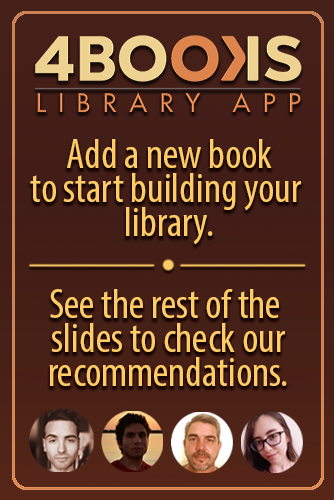 4BOOKS
LIBRARY APP
Add a new book
to start building your
library.
See the rest of the
slides to check our
recommendations.